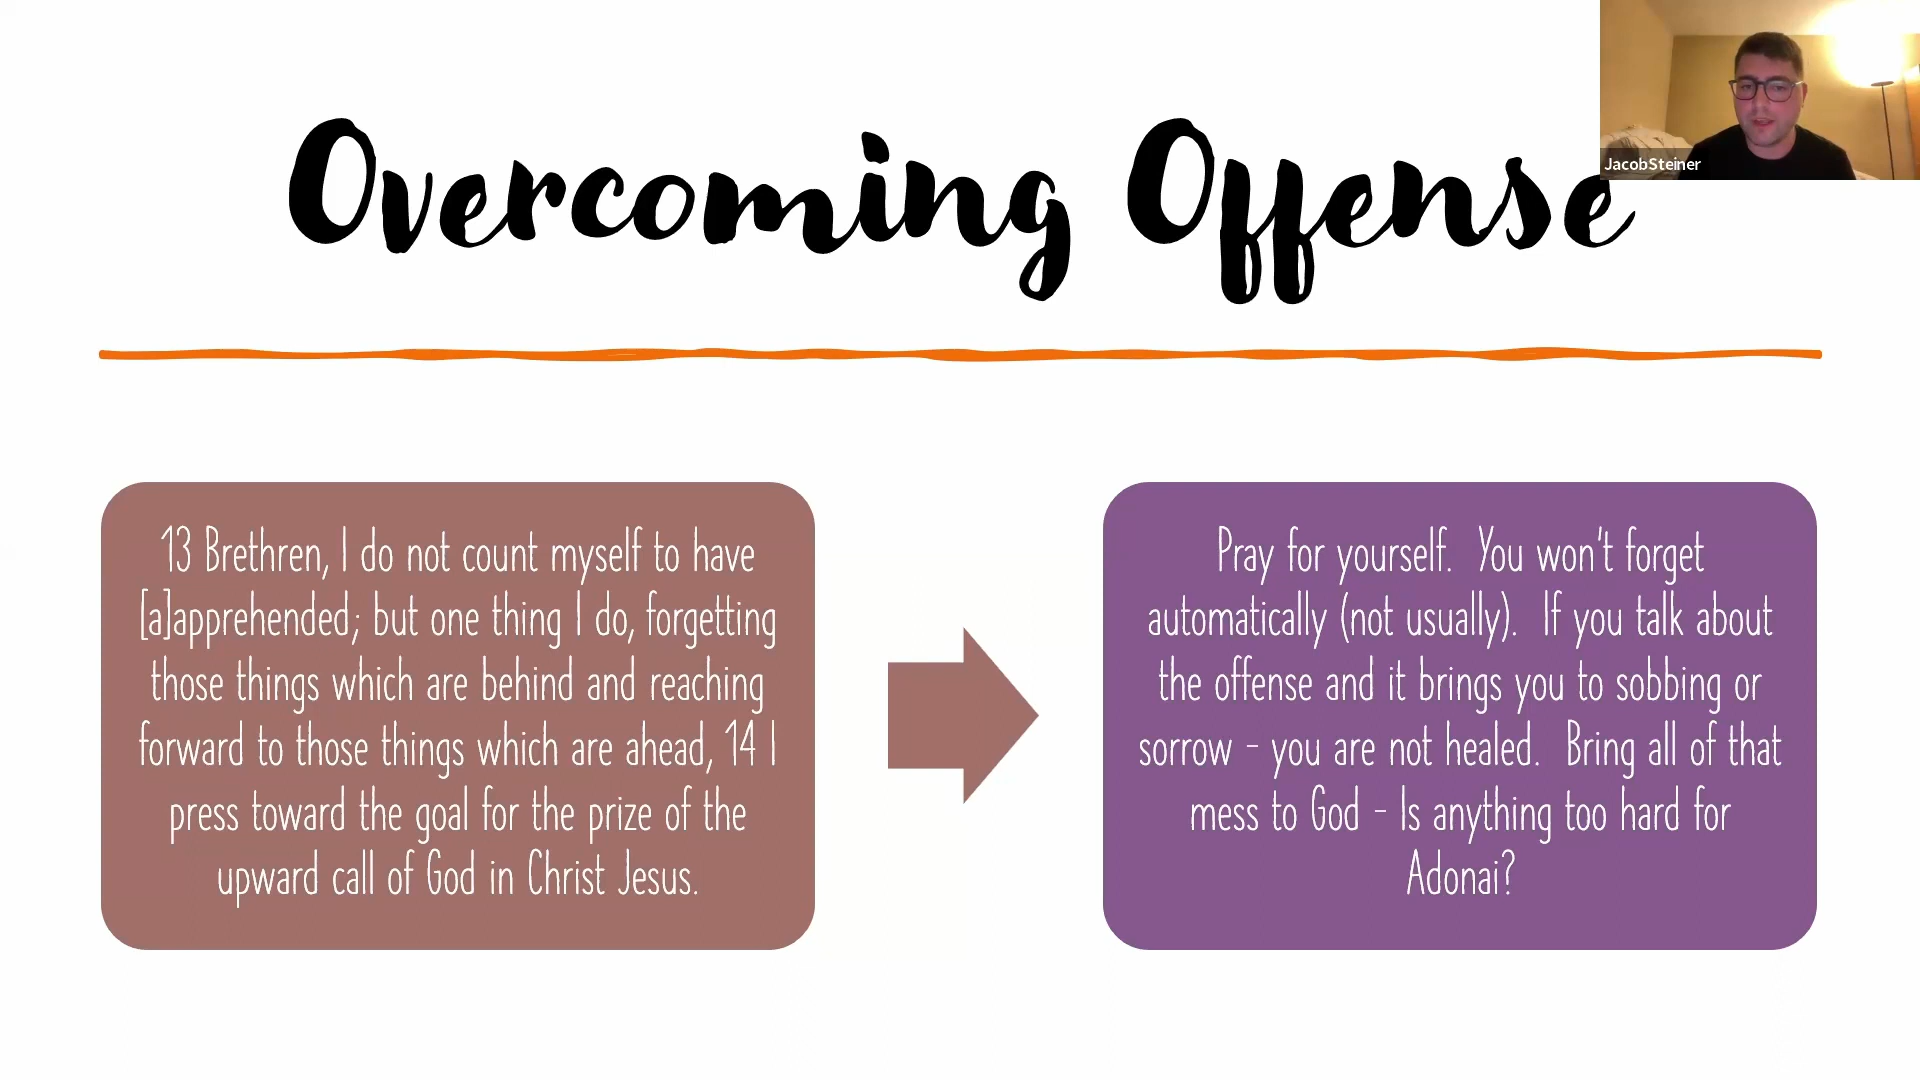 JacobSteiner
Overcoming Offense
13 Brethren, I do not count myself to have
[a]apprehended; but one thing I do, forgetting
those things which are behind and reaching
forward to those things which are ahead, 14 I
press toward the goal for the prize of the
upward call of God in Christ Jesus.
Pray for yourself.  You won't forget
automatically (not usually).  If you talk about
the offense and it brings you to sobbing or
sorrow - you are not healed.  Bring all of that
mess to God - Is anything too hard for
Adonai?